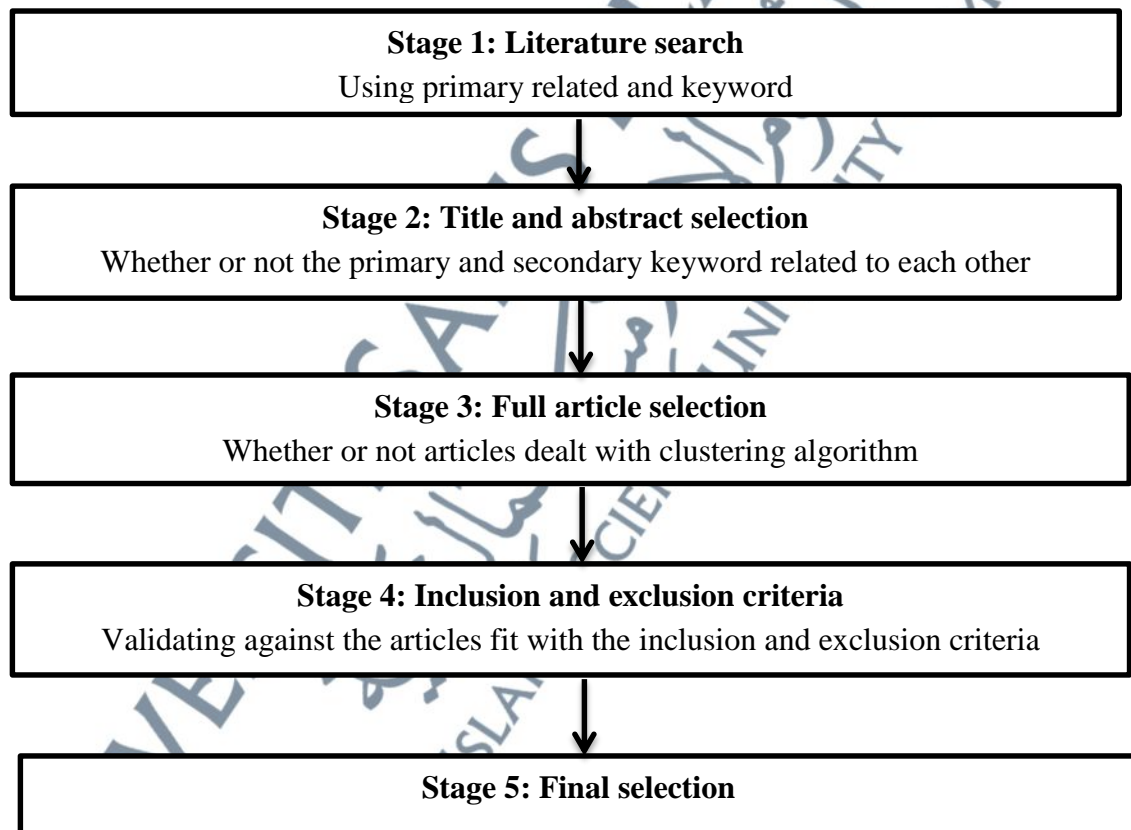 Stage 1: Literature search
Using primary related and keyword
Stage 2: Title and abstract selection
Whether or not the primary and secondary keyword related to each other
Stage 3: Full article selection
Whether or not articles dealt with clustering algorithm
Stage 4: Inclusion and exclusion criteria
Validating against the articles fit with the inclusion and exclusion criteria
Stage 5: Final selection